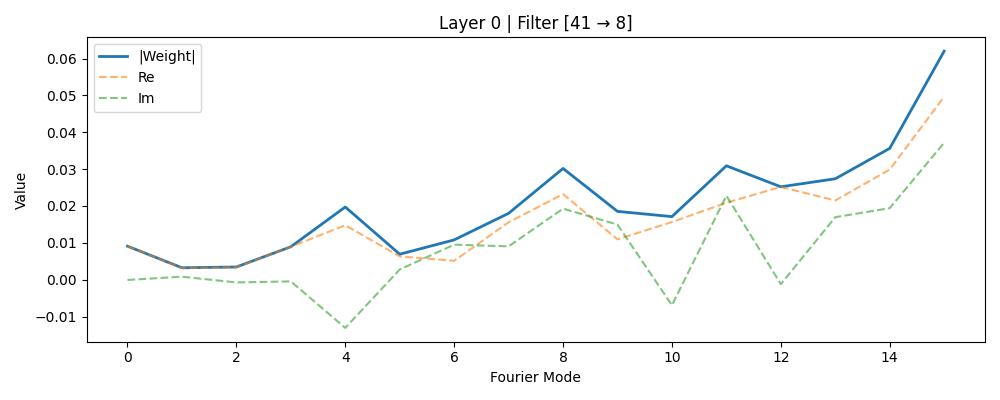 Layer 0 | Filter [41 → 8]
|Weight|
Re
Im
0.06
0.05
0.04
0.03
0.02
0.01
0.00
−0.01
Value
0 2 4 6 8 10 12 14
Fourier Mode